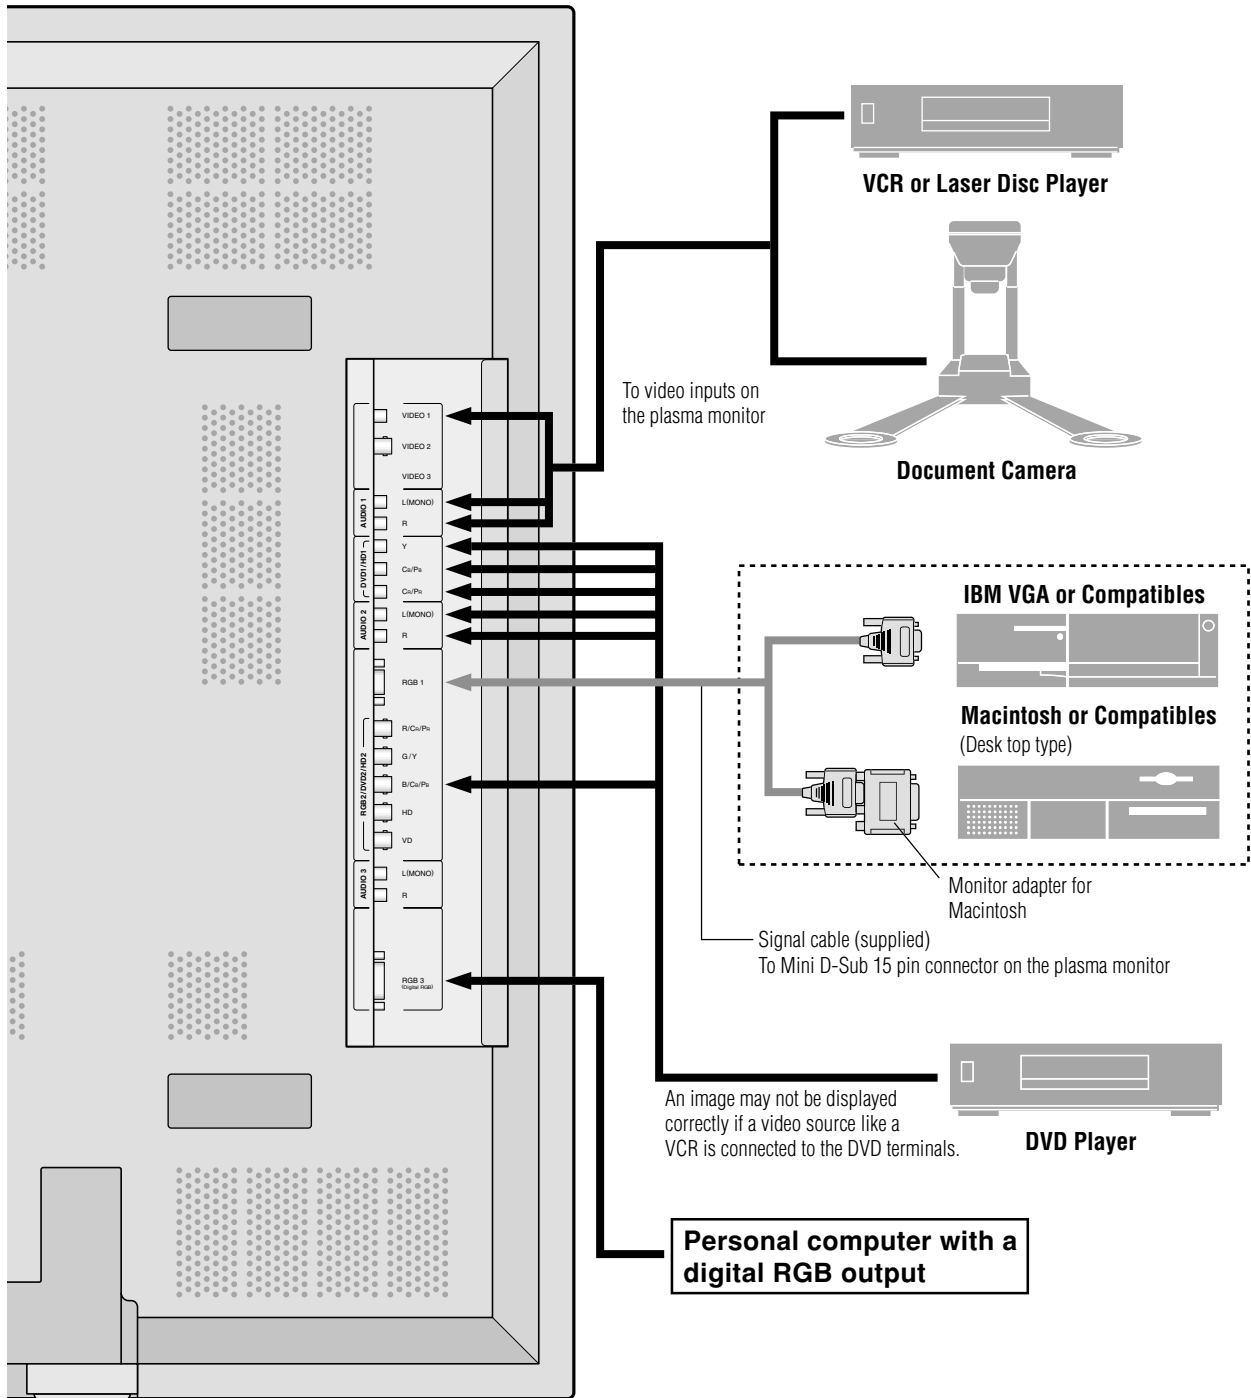 VCR or Laser Disc Player
To video inputs on
the plasma monitor
Document Camera
VIDEO 1
VIDEO 2
VIDEO 3
AUDIO 1
L(MONO)
R
DVD1/HD1
Y
CB/PB
CR/PR
AUDIO 2
L(MONO)
R
RGB 1
RGB2/DVD2/HD2
R/CR/PR
G/Y
B/CB/PB
HD
VD
AUDIO 3
L(MONO)
R
RGB 3
(Digital RGB)
IBM VGA or Compatibles
Macintosh or Compatibles
(Desk top type)
Monitor adapter for
Macintosh
Signal cable (supplied)
To Mini D-Sub 15 pin connector on the plasma monitor
An image may not be displayed
correctly if a video source like a
VCR is connected to the DVD terminals.
DVD Player
Personal computer with a
digital RGB output